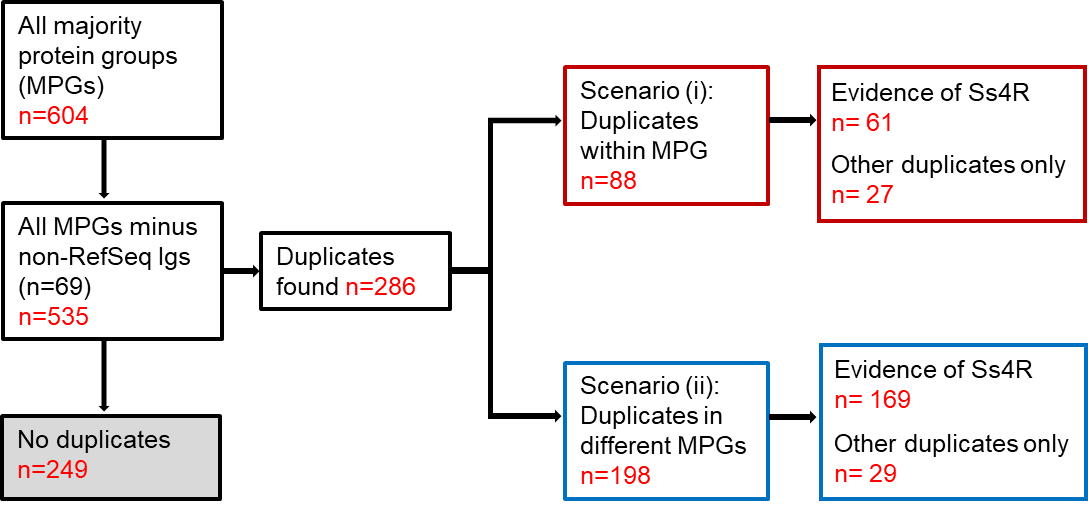 All majority
protein groups
(MPGs)
n=604
All MPGs minus
non-RefSeq Igs
(n=69)
n=535
No duplicates
n=249
Duplicates
found n=286
Scenario (i):
Duplicates
within MPG
n=88
Evidence of Ss4R
n= 61
Other duplicates only
n= 27
Scenario (ii):
Duplicates in
different MPGs
n=198
Evidence of Ss4R
n= 169
Other duplicates only
n= 29